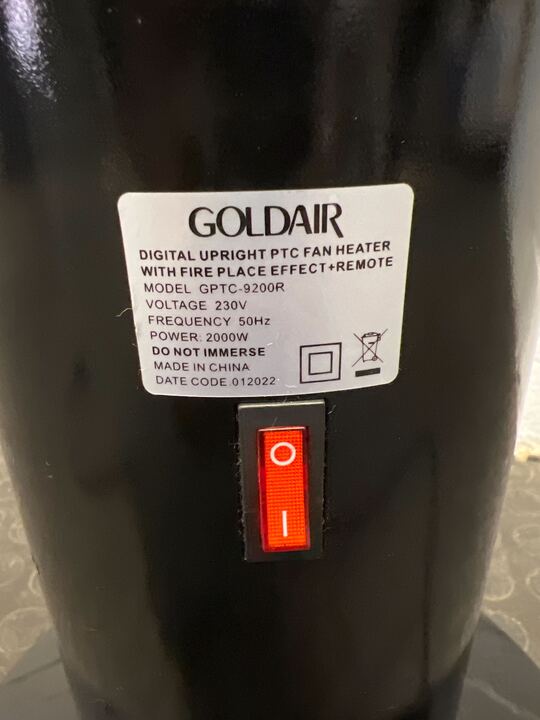 GOLDAIR
DIGITAL UPRIGHT PTC FAN HEATER
WITH FIRE PLACE EFFECT+REMOTE
MODEL GPTC-9200R
VOLTAGE 230V
FREQUENCY 50Hz
POWER: 2000W
DO NOT IMMERSE
MADE IN CHINA
DATE CODE 012022
O
I